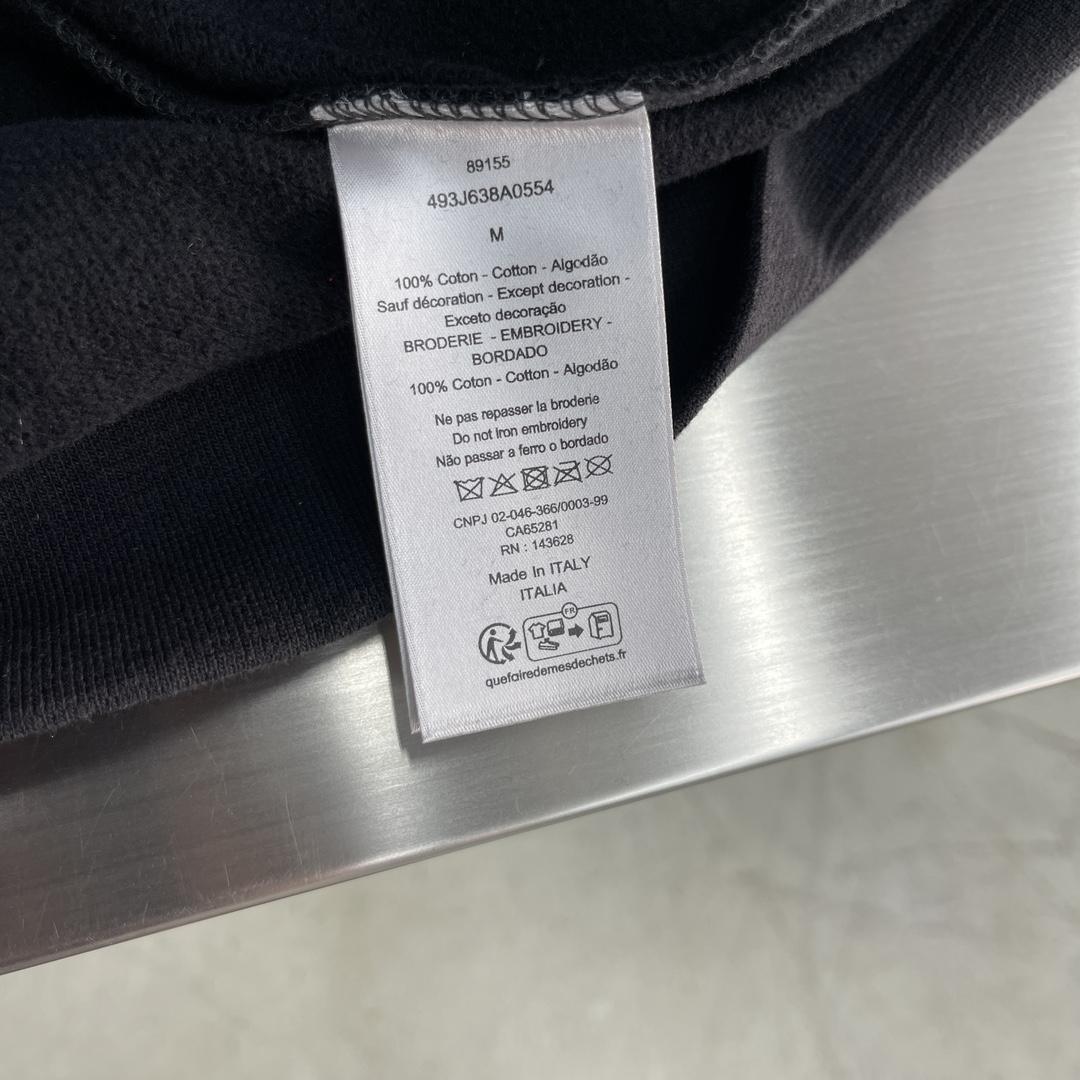 89155
493J638A0554
M
100% Coton - Cotton - Algodão
Sauf décoration - Except decoration -
Exceto decoração
BRODERIE - EMBROIDERY -
BORDADO
100% Coton - Cotton - Algodão
Ne pas repasser la broderie
Do not iron embroidery
Não passar a ferro o bordado
CNPJ 02-046-366/0003-99
CA65281
RN : 143628
Made In ITALY
ITALIA
FR
quefairedemesdechets.fr